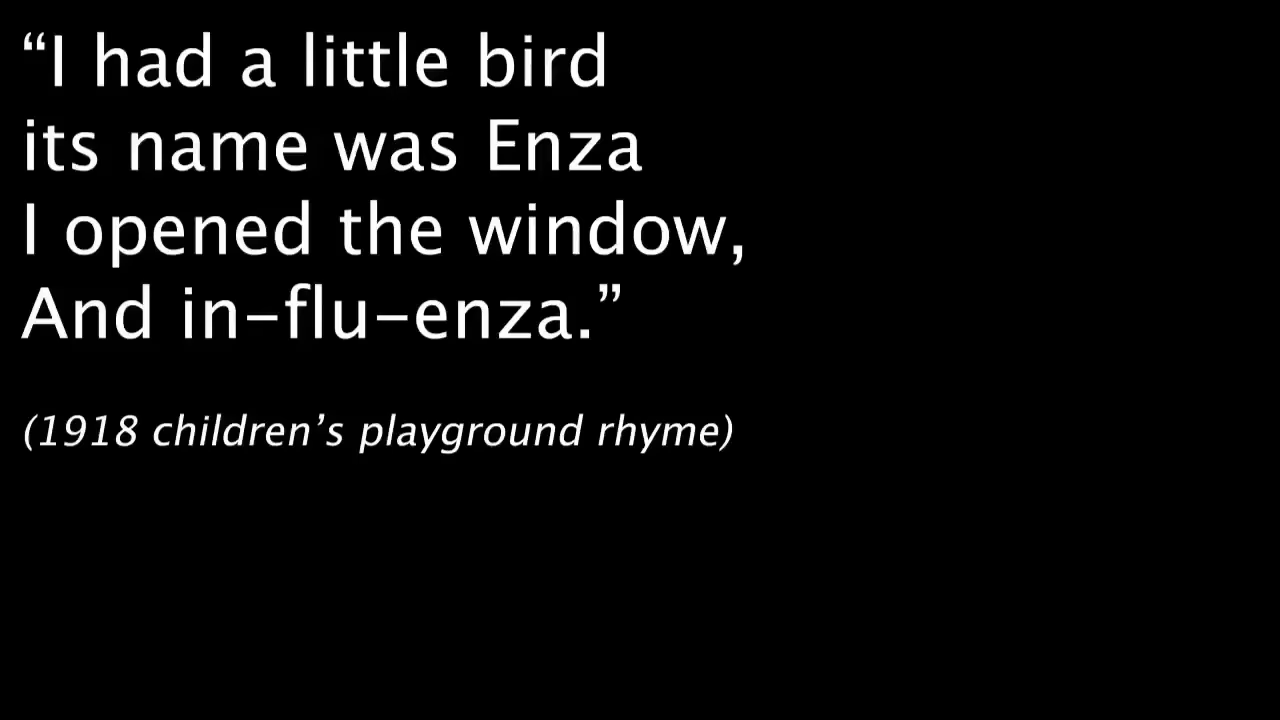 “I had a little bird
its name was Enza
I opened the window,
And in-flu-enza.”
(1918 children’s playground rhyme)